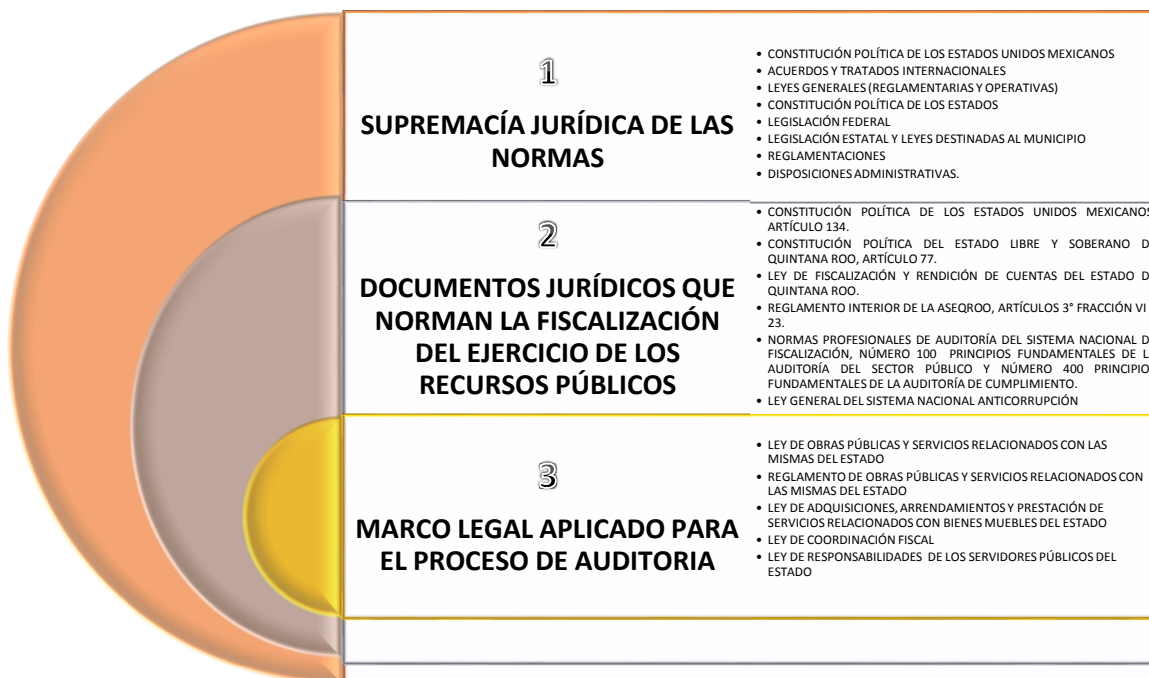 1
SUPREMACÍA JURÍDICA DE LAS
NORMAS
• CONSTITUCIÓN POLÍTICA DE LOS ESTADOS UNIDOS MEXICANOS
• ACUERDOS Y TRATADOS INTERNACIONALES
• LEYES GENERALES (REGLAMENTARIAS Y OPERATIVAS)
• CONSTITUCIÓN POLÍTICA DE LOS ESTADOS
• LEGISLACIÓN FEDERAL
• LEGISLACIÓN ESTATAL Y LEYES DESTINADAS AL MUNICIPIO
• REGLAMENTACIONES
• DISPOSICIONES ADMINISTRATIVAS.
2
DOCUMENTOS JURÍDICOS QUE
NORMAN LA FISCALIZACIÓN
DEL EJERCICIO DE LOS
RECURSOS PÚBLICOS
• CONSTITUCIÓN POLÍTICA DE LOS ESTADOS UNIDOS MEXICANOS
ARTÍCULO 134.
• CONSTITUCIÓN POLÍTICA DEL ESTADO LIBRE Y SOBERANO D
QUINTANA ROO, ARTÍCULO 77.
• LEY DE FISCALIZACIÓN Y RENDICIÓN DE CUENTAS DEL ESTADO D
QUINTANA ROO.
• REGLAMENTO INTERIOR DE LA ASEQROO, ARTÍCULOS 3° FRACCIÓN VI
23.
• NORMAS PROFESIONALES DE AUDITORÍA DEL SISTEMA NACIONAL D
FISCALIZACIÓN, NÚMERO 100 PRINCIPIOS FUNDAMENTALES DE L
AUDITORÍA DEL SECTOR PÚBLICO Y NÚMERO 400 PRINCIPIO
FUNDAMENTALES DE LA AUDITORÍA DE CUMPLIMIENTO.
• LEY GENERAL DEL SISTEMA NACIONAL ANTICORRUPCIÓN
3
MARCO LEGAL APLICADO PARA
EL PROCESO DE AUDITORIA
• LEY DE OBRAS PÚBLICAS Y SERVICIOS RELACIONADOS CON LAS
MISMAS DEL ESTADO
• REGLAMENTO DE OBRAS PÚBLICAS Y SERVICIOS RELACIONADOS CON
LAS MISMAS DEL ESTADO
• LEY DE ADQUISICIONES, ARRENDAMIENTOS Y PRESTACIÓN DE
SERVICIOS RELACIONADOS CON BIENES MUEBLES DEL ESTADO
• LEY DE COORDINACIÓN FISCAL
• LEY DE RESPONSABILIDADES DE LOS SERVIDORES PÚBLICOS DEL
ESTADO